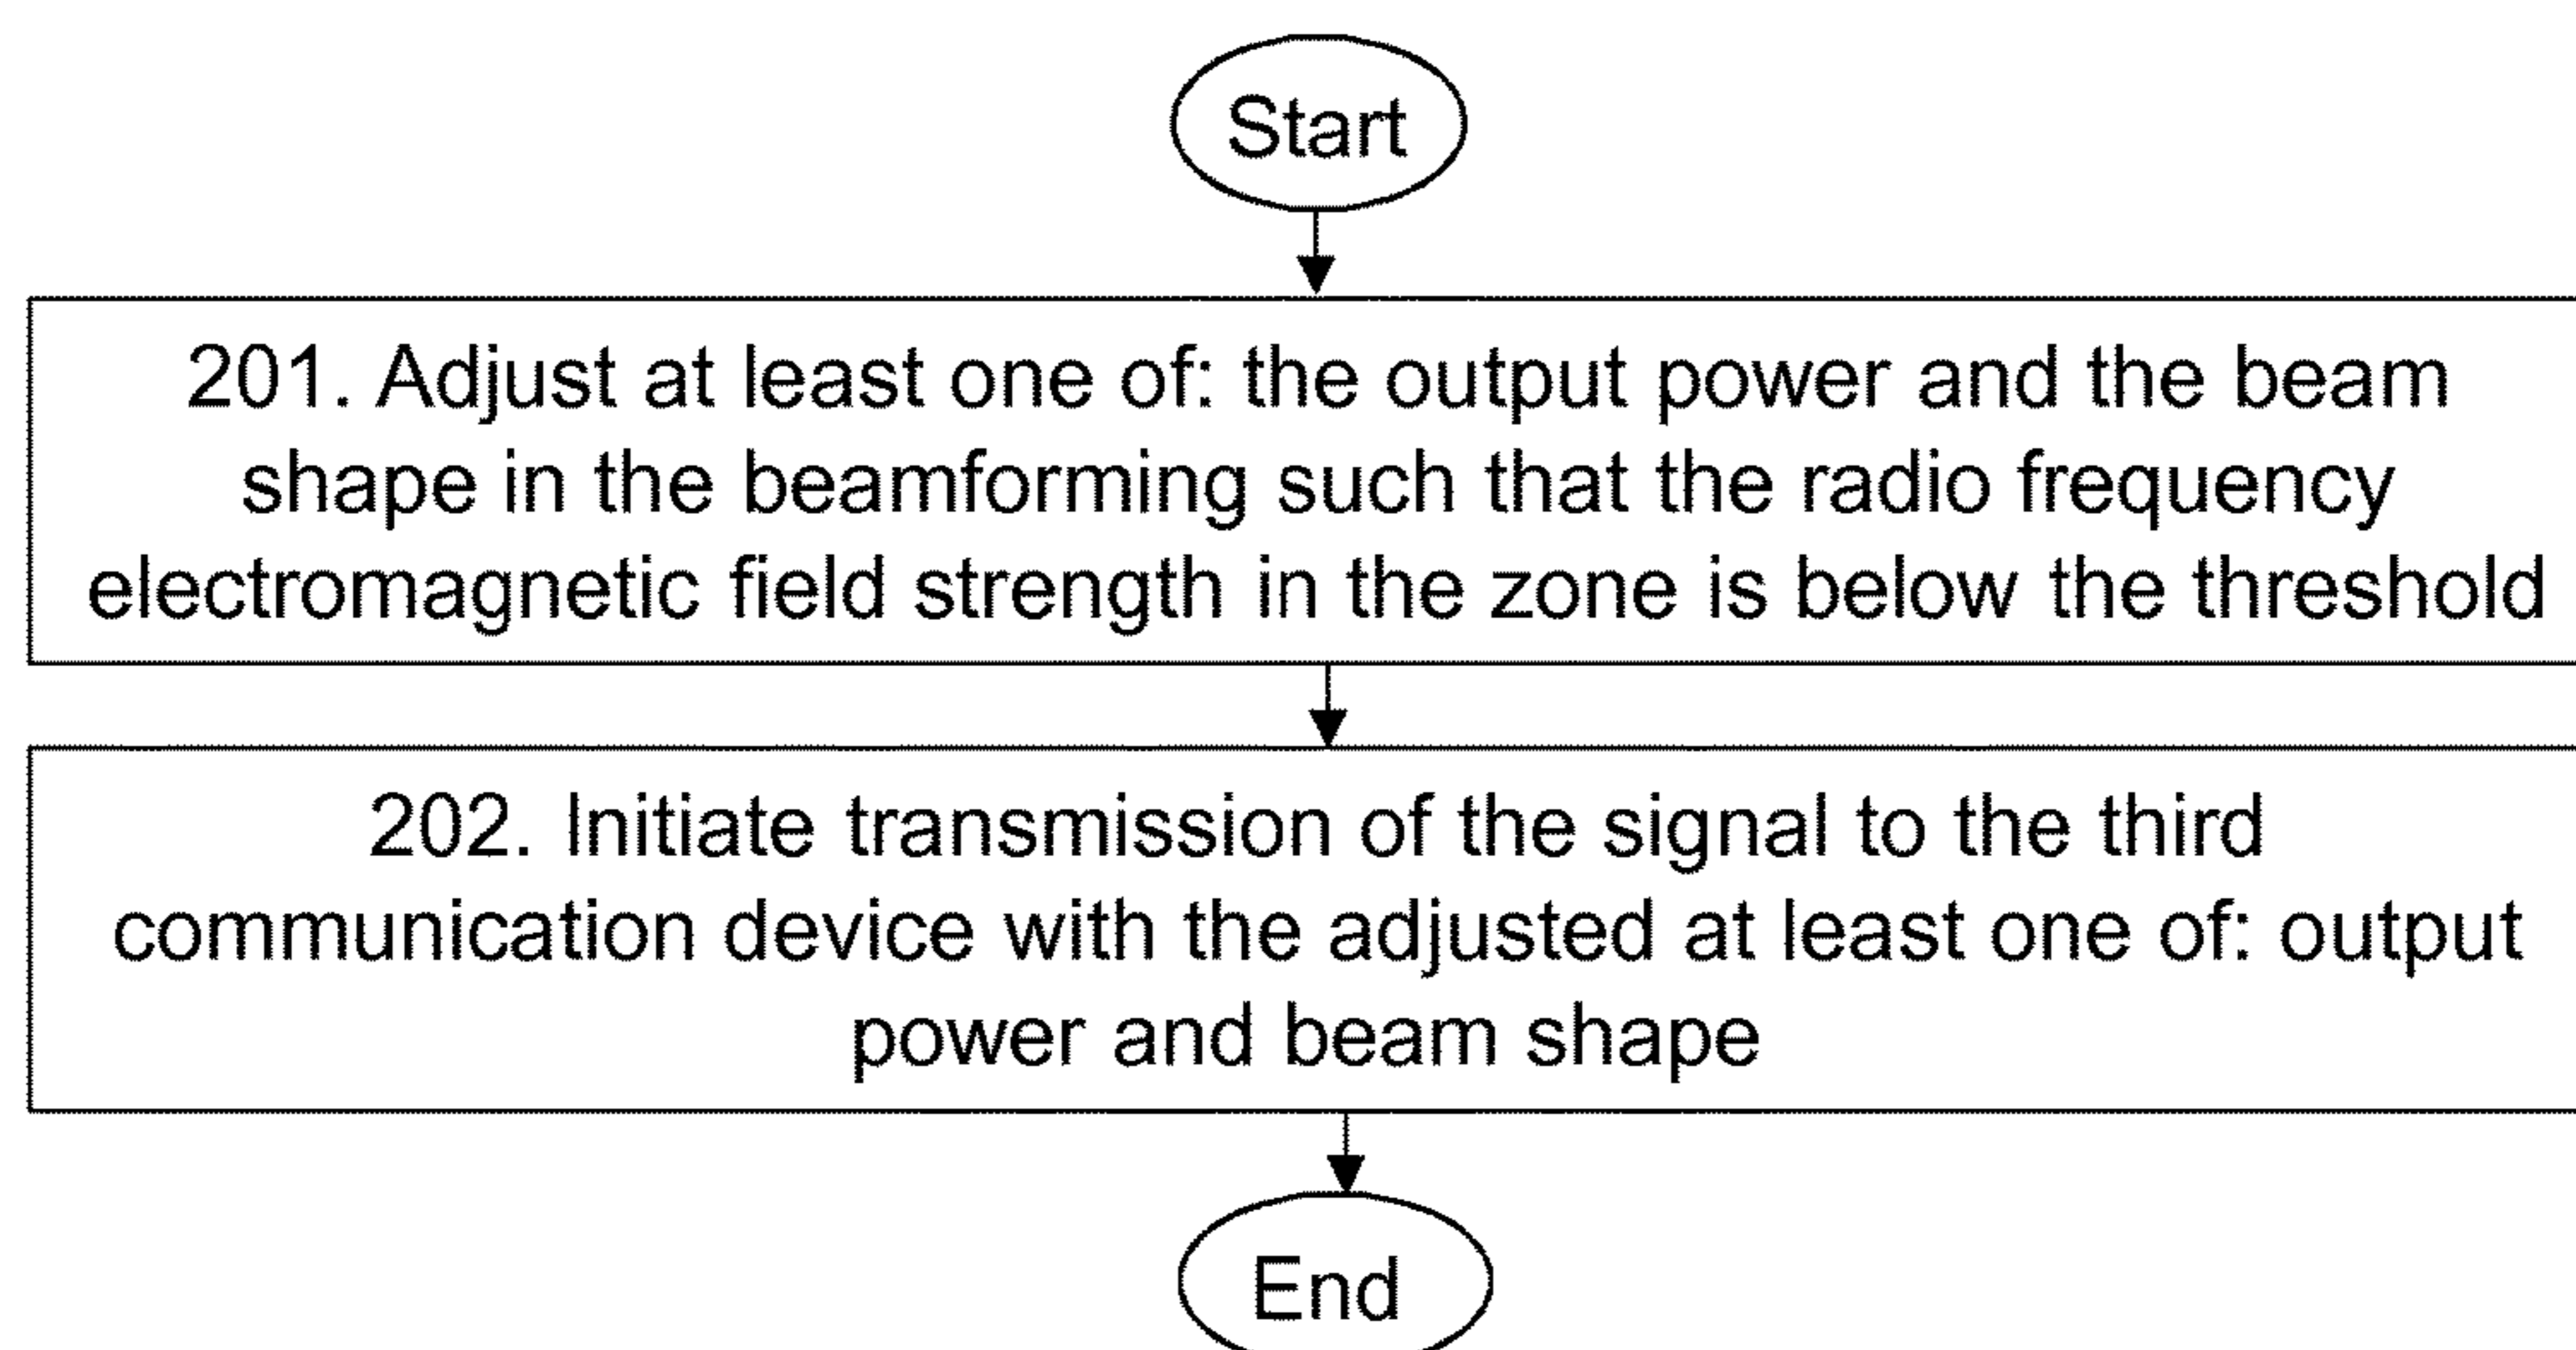 Start
201. Adjust at least one of: the output power and the beam
shape in the beamforming such that the radio frequency
electromagnetic field strength in the zone is below the threshold
202. Initiate transmission of the signal to the third
communication device with the adjusted at least one of: output
power and beam shape
End